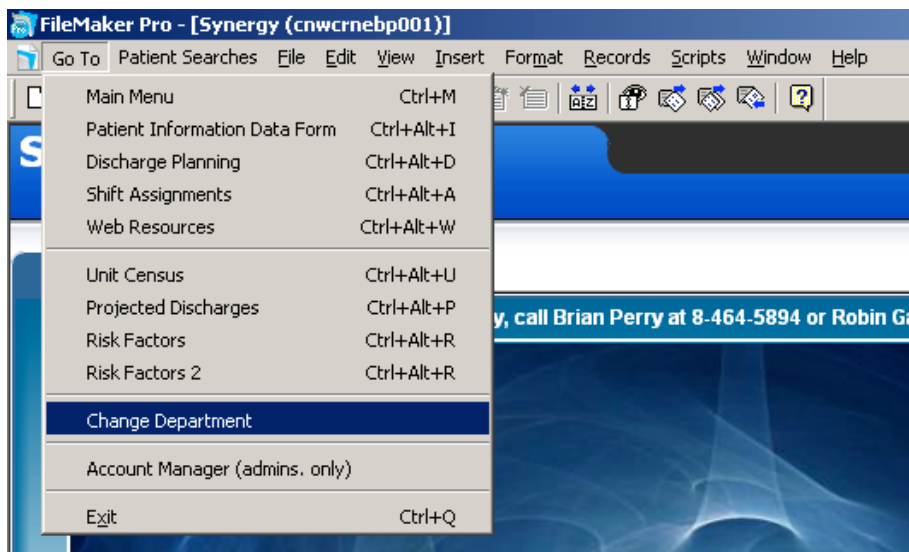 FileMaker Pro - [Synergy (cnwcrnebp001)]
Go To Patient Searches File Edit View Insert Format Records Scripts Window Help
Main Menu Ctrl+M
Patient Information Data Form Ctrl+Alt+I
Discharge Planning Ctrl+Alt+D
Shift Assignments Ctrl+Alt+A
Web Resources Ctrl+Alt+W
Unit Census Ctrl+Alt+U
Projected Discharges Ctrl+Alt+P
y, call Brian Perry at 8-464-5894 or Robin Ga
Risk Factors Ctrl+Alt+R
Risk Factors 2 Ctrl+Alt+R
Change Department
Account Manager (admins. only)
Exit Ctrl+Q